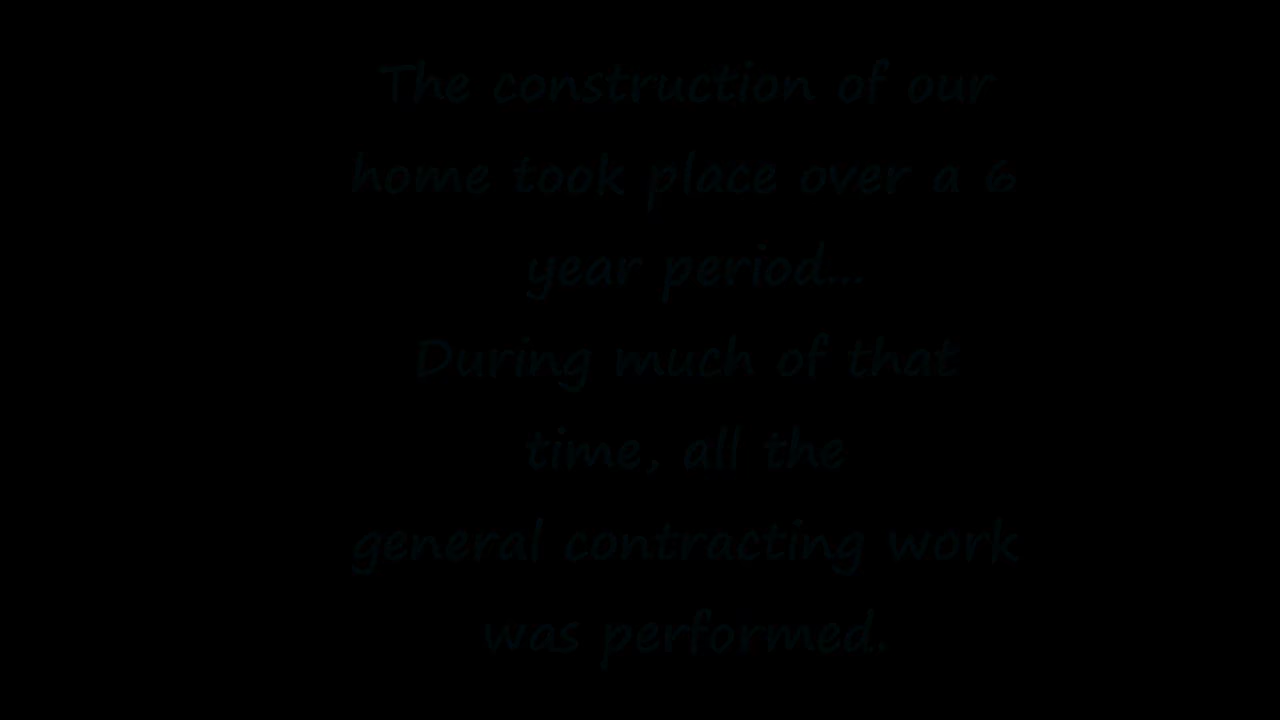 The construction of our
home took place over a 6
year period...
During much of that
time, all the
general contracting work
was performed.